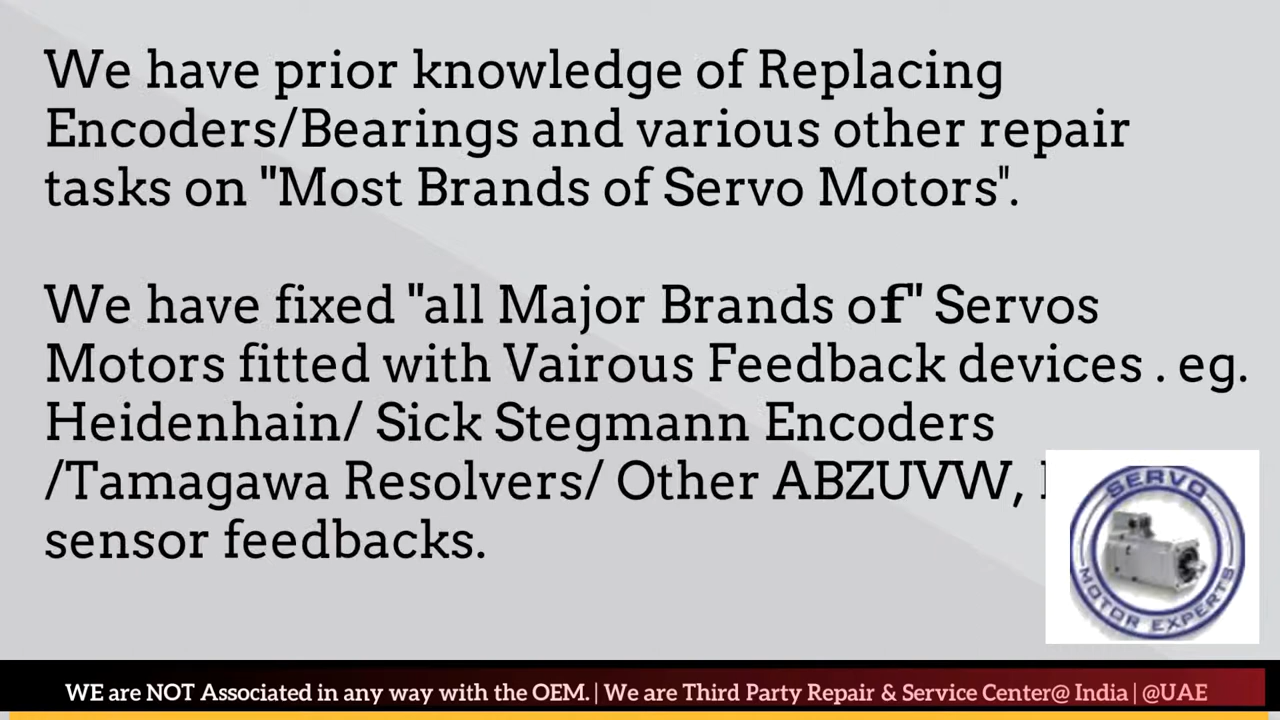 We have prior knowledge of Replacing
Encoders/Bearings and various other repair
tasks on "Most Brands of Servo Motors".
We have fixed "all Major Brands of" Servos
Motors fitted with Vairous Feedback devices . eg.
Heidenhain/ Sick Stegmann Encoders
/Tamagawa Resolvers/ Other ABZUVW,
sensor feedbacks.
SERVO
MOTOR EXPERTS
WE are NOT Associated in any way with the OEM. | We are Third Party Repair & Service Center@ India | @UAE